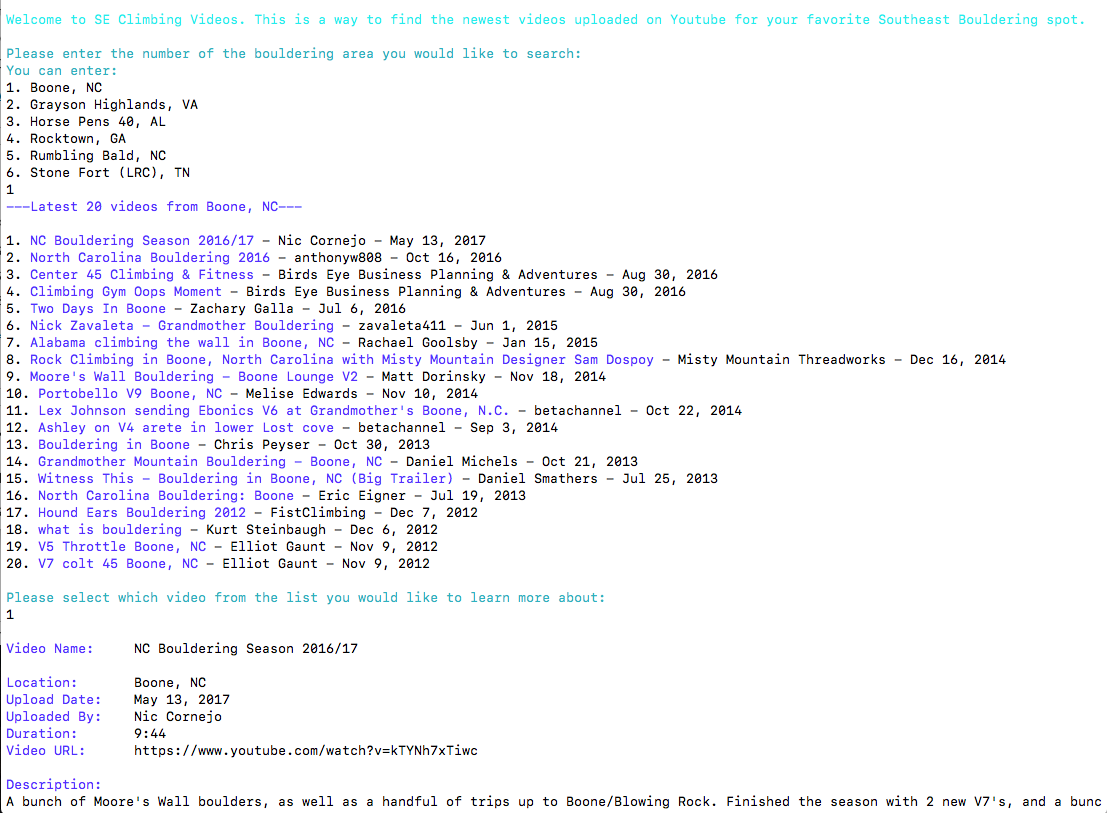 Welcome to SE Climbing Videos. This is a way to find the newest videos uploaded on Youtube for your favorite Southeast Bouldering spot.
Please enter the number of the bouldering area you would like to search:
You can enter:
1. Boone, NC
2. Grayson Highlands, VA
3. Horse Pens 40, AL
4. Rocktown, GA
5. Rumbling Bald, NC
6. Stone Fort (LRC), TN
1
---Latest 20 videos from Boone, NC---
1. NC Bouldering Season 2016/17 - Nic Cornejo - May 13, 2017
2. North Carolina Bouldering 2016 - anthonyw808 - Oct 16, 2016
3. Center 45 Climbing & Fitness - Birds Eye Business Planning & Adventures - Aug 30, 2016
4. Climbing Gym Oops Moment - Birds Eye Business Planning & Adventures - Aug 30, 2016
5. Two Days In Boone - Zachary Galla - Jul 6, 2016
6. Nick Zavaleta - Grandmother Bouldering - zavaleta411 - Jun 1, 2015
7. Alabama climbing the wall in Boone, NC - Rachael Goolsby - Jan 15, 2015
8. Rock Climbing in Boone, North Carolina with Misty Mountain Designer Sam Dospoy - Misty Mountain Threadworks - Dec 16, 2014
9. Moore's Wall Bouldering - Boone Lounge V2 - Matt Dorinsky - Nov 18, 2014
10. Portobello V9 Boone, NC - Melise Edwards - Nov 10, 2014
11. Lex Johnson sending Ebonics V6 at Grandmother's Boone, N.C. - betachannel - Oct 22, 2014
12. Ashley on V4 arete in lower Lost cove - betachannel - Sep 3, 2014
13. Bouldering in Boone - Chris Peyser - Oct 30, 2013
14. Grandmother Mountain Bouldering - Boone, NC - Daniel Michels - Oct 21, 2013
15. Witness This - Bouldering in Boone, NC (Big Trailer) - Daniel Smathers - Jul 25, 2013
16. North Carolina Bouldering: Boone - Eric Eigner - Jul 19, 2013
17. Hound Ears Bouldering 2012 - FistClimbing - Dec 7, 2012
18. what is bouldering - Kurt Steinbaugh - Dec 6, 2012
19. V5 Throttle Boone, NC - Elliot Gaunt - Nov 9, 2012
20. V7 colt 45 Boone, NC - Elliot Gaunt - Nov 9, 2012
Please select which video from the list you would like to learn more about:
1
Video Name: NC Bouldering Season 2016/17
Location: Boone, NC
Upload Date: May 13, 2017
Uploaded By: Nic Cornejo
Duration: 9:44
Video URL: https://www.youtube.com/watch?v=kTYNh7xTiwc
Description:
A bunch of Moore's Wall boulders, as well as a handful of trips up to Boone/Blowing Rock. Finished the season with 2 new V7's, and a bunc